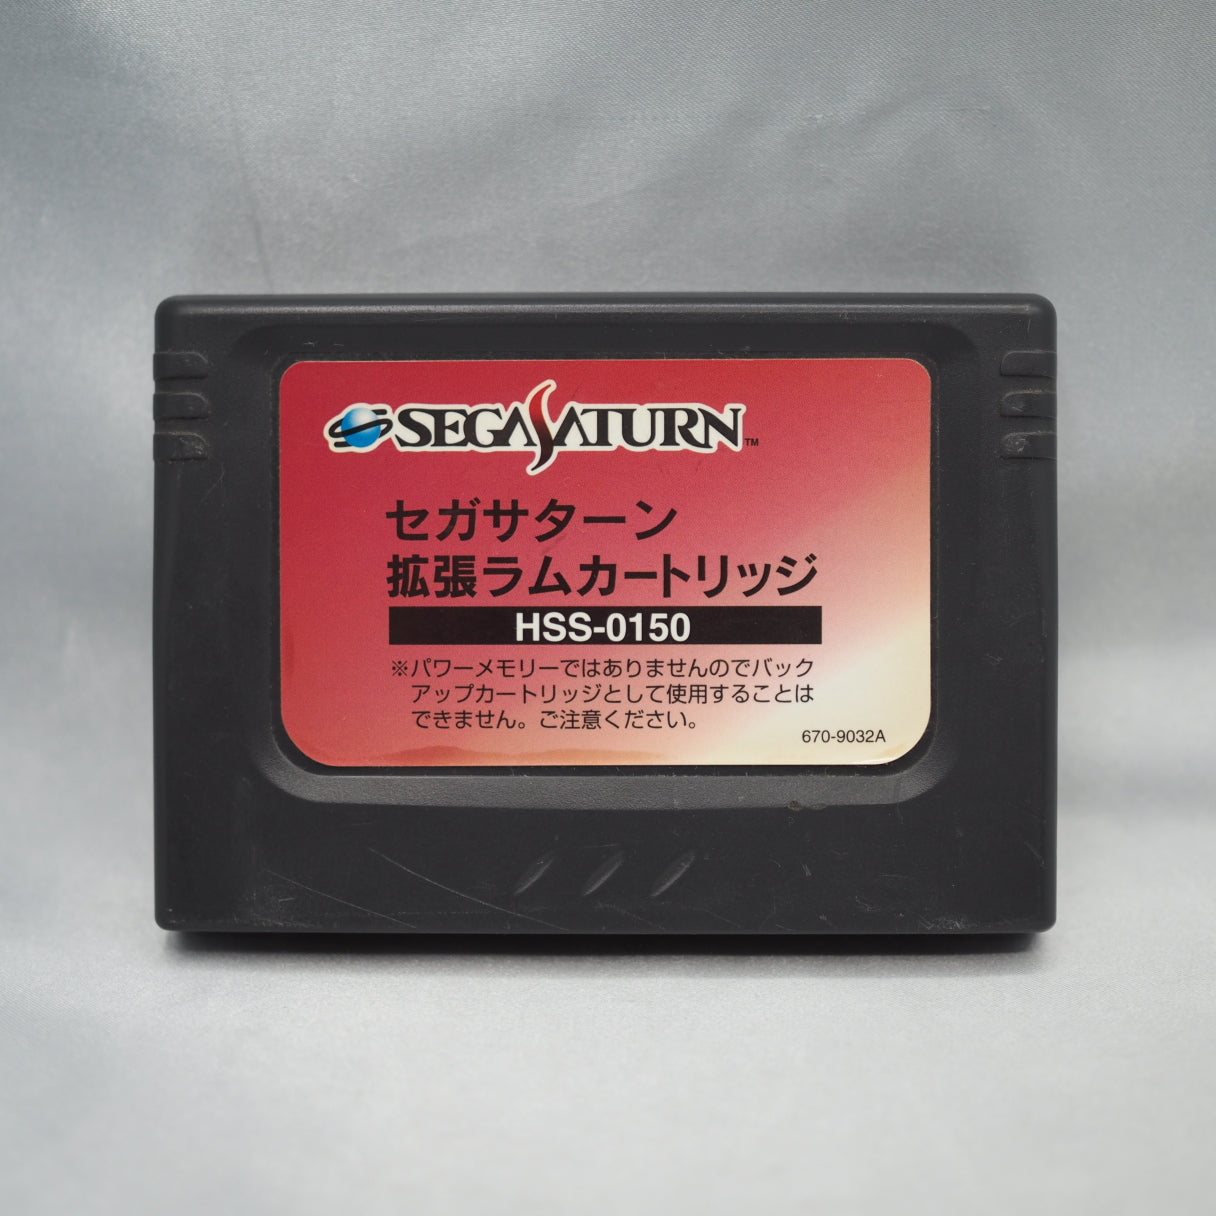 SEGA SATURN™
セガサターン
拡張ラムカートリッジ
HSS-0150
※パワーメモリーではありませんのでバック
アップカートリッジとして使用することは
できません。ご注意ください。
670-9032A